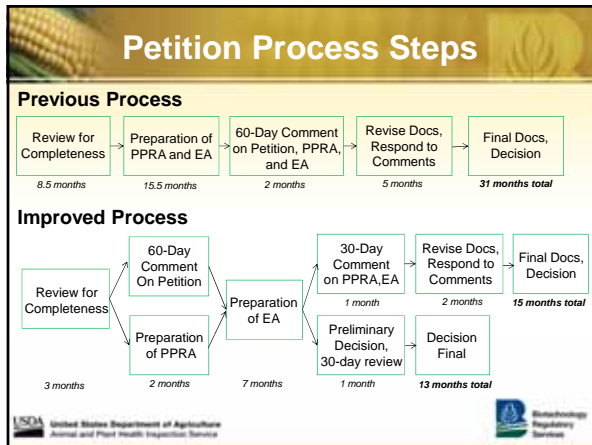 Petition Process Steps
Previous Process
Review for
Completeness
8.5 months
Preparation of
PPRA and EA
15.5 months
60-Day Comment
on Petition, PPRA,
and EA
2 months
Revise Docs,
Respond to
Comments
5 months
Final Docs,
Decision
31 months total
Improved Process
Review for
Completeness
3 months
60-Day
Comment
On Petition
Preparation
of PPRA
2 months
Preparation
of EA
7 months
30-Day
Comment
on PPRA,EA
1 month
Revise Docs,
Respond to
Comments
2 months
Final Docs,
Decision
15 months total
Preliminary
Decision,
30-day review
1 month
Decision
Final
13 months total
USDA
United States Department of Agriculture
Animal and Plant Health Inspection Service
Biotechnology
Regulatory
Services